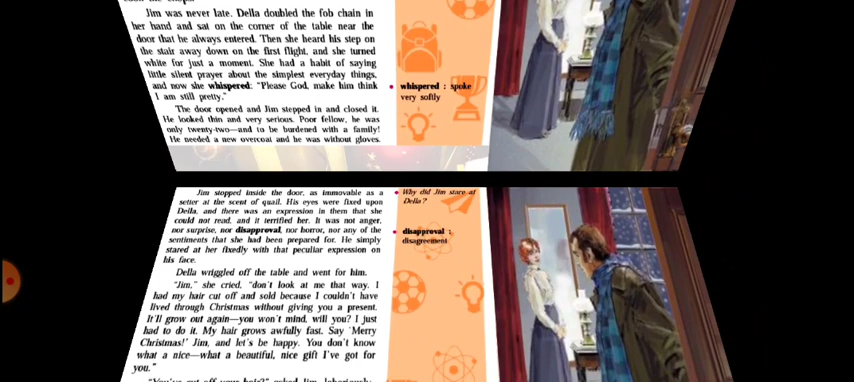 Jim was never late. Della doubled the fob chain in
her hand and sat on the corner of the table near the
door that he always entered. Then she heard his step on
the stair away down on the first flight, and she turned
white for just a moment. She had a habit of saying
little silent prayer about the simplest everyday things,
and now she whispered: "Please God, make him think
I am still pretty."
The door opened and Jim stepped in and closed it.
He looked thin and very serious. Poor fellow, he was
only twenty-two—and to be burdened with a family!
He needed a new overcoat and he was without gloves.
• whispered : spoke
very softly
Jim stopped inside the door, as immovable as a
setter at the scent of quail. His eyes were fixed upon
Della, and there was an expression in them that she
could not read, and it terrified her. It was not anger,
nor surprise, nor disapproval, nor horror, nor any of the
sentiments that she had been prepared for. He simply
stared at her fixedly with that peculiar expression on
his face.
Della wriggled off the table and went for him.
"Jim," she cried, "don't look at me that way. I
had my hair cut off and sold because I couldn't have
lived through Christmas without giving you a present.
It'll grow out again—you won't mind, will you? I just
had to do it. My hair grows awfully fast. Say 'Merry
Christmas!' Jim, and let's be happy. You don't know
what a nice—what a beautiful, nice gift I've got for
you."
"You've cut off your hair?" asked Jim, laboriously,
• Why did Jim stare at
Della?
• disapproval :
disagreement